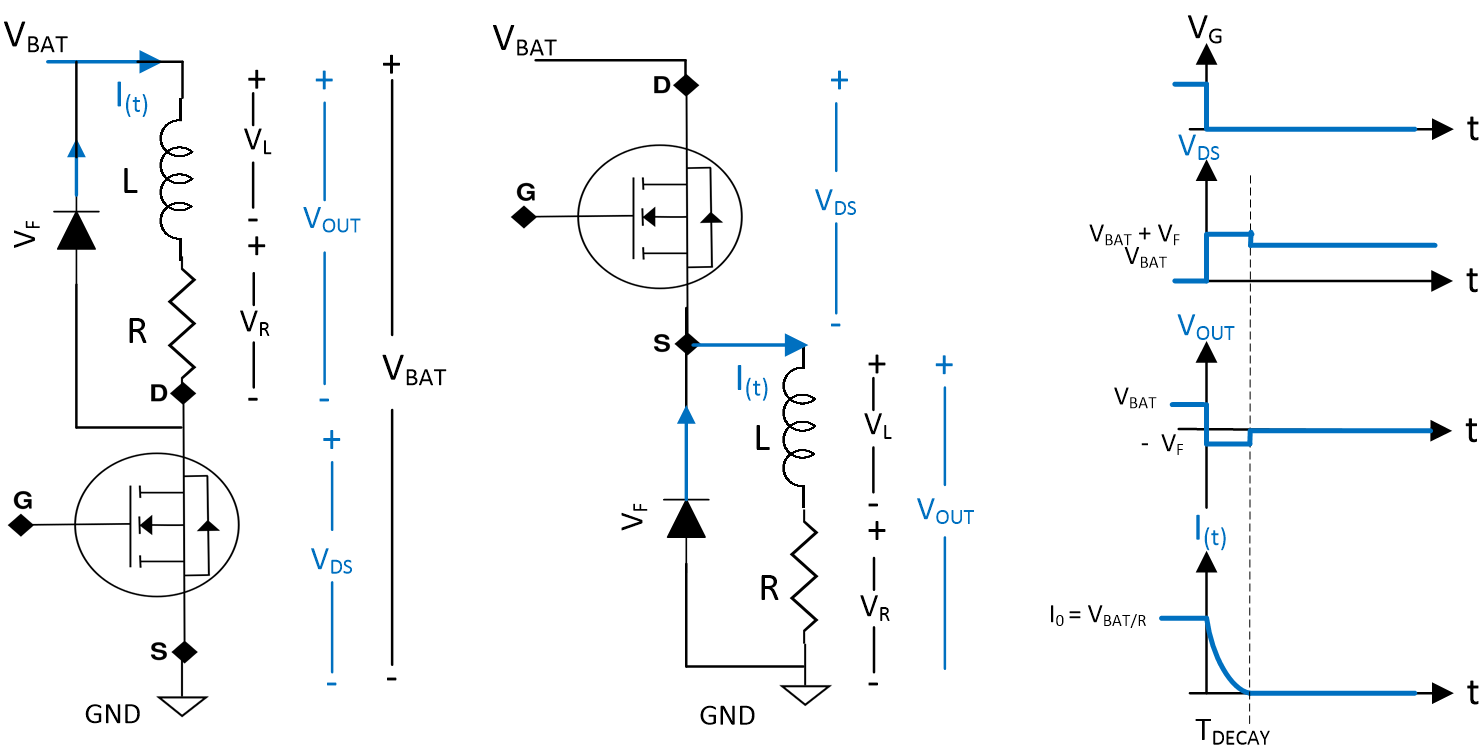 VBAT
I(t)
L
VF
R
D
G
S
GND
+
VL
-
+
VR
-
+
VOUT
-
+
VDS
-
+
VBAT
-
VBAT
D
G
S
I(t)
L
VF
R
GND
+
VDS
-
+
VL
-
+
VR
-
+
VOUT
-
VG
t
VDS
VBAT + VF
VBAT
t
VOUT
VBAT
- VF
t
I(t)
I0 = VBAT/R
t
TDECAY